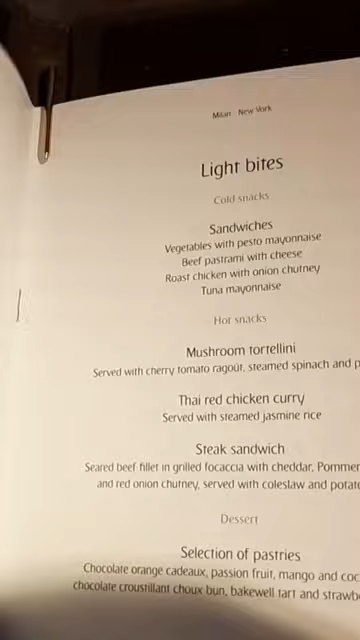 Milan New York
Light bites
Cold snacks
Sandwiches
Vegetables with pesto mayonnaise
Beef pastrami with cheese
Roast chicken with onion chutney
Tuna mayonnaise
Hot snacks
Mushroom tortellini
Served with cherry tomato ragoût, steamed spinach and
Thai red chicken curry
Served with steamed jasmine rice
Steak sandwich
Seared beef fillet in grilled focaccia with cheddar,
and red onion chutney, served with coleslaw and
Dessert
Selection of pastries
Chocolate orange cadeaux, passion fruit, mango and
chocolate croustillant choux bun, bakewell tart and